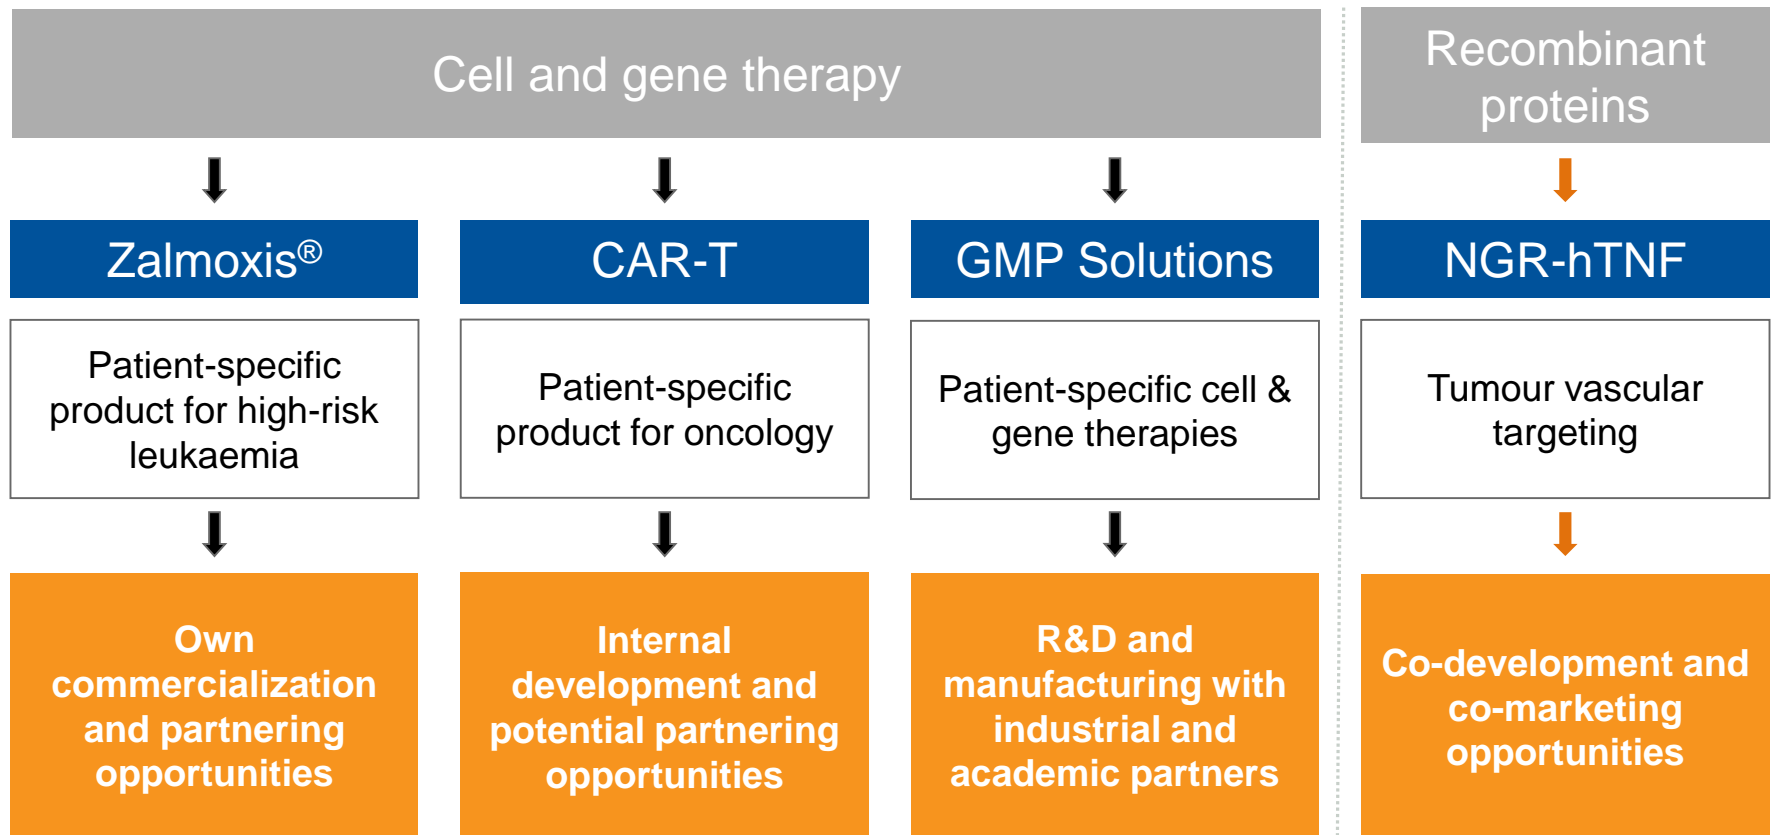 Cell and gene therapy
Recombinant
proteins
Zalmoxis®
CAR-T
GMP Solutions
NGR-hTNF
Patient-specific
product for high-risk
leukaemia
Patient-specific
product for oncology
Patient-specific cell &
gene therapies
Tumour vascular
targeting
Own
commercialization
and partnering
opportunities
Internal
development and
potential partnering
opportunities
R&D and
manufacturing with
industrial and
academic partners
Co-development and
co-marketing
opportunities